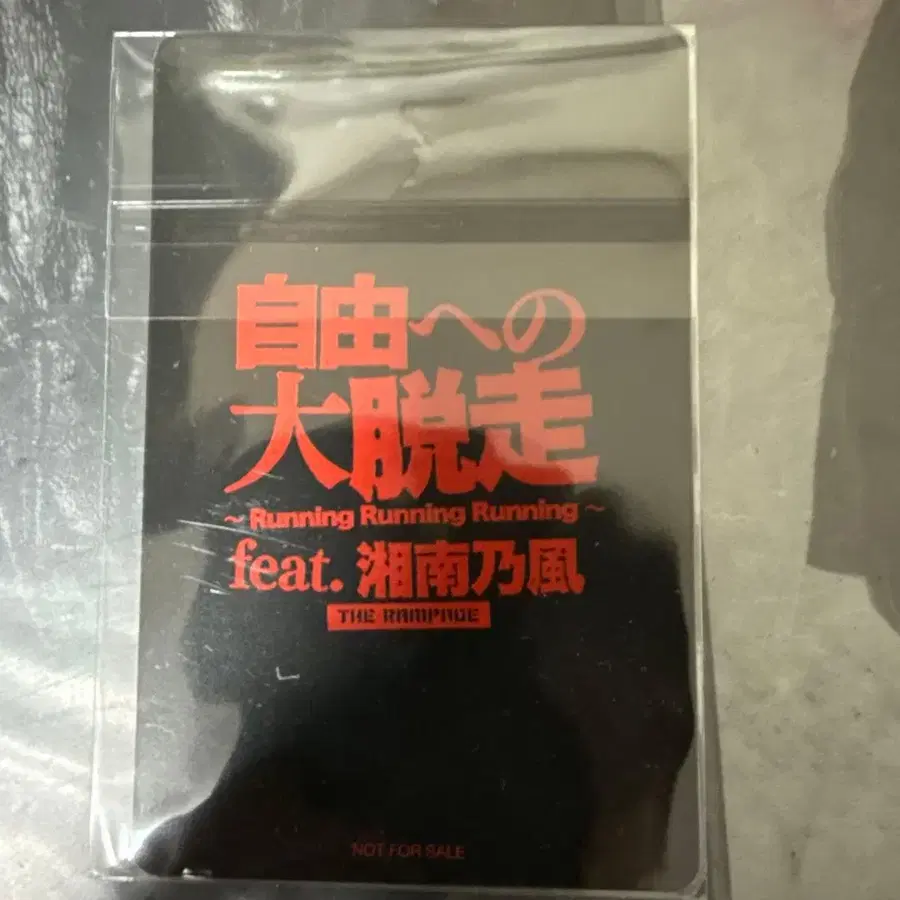 自由への
大脱走
～Running Running Running～
feat. 湘南乃風
THE RAMPAGE
NOT FOR SALE